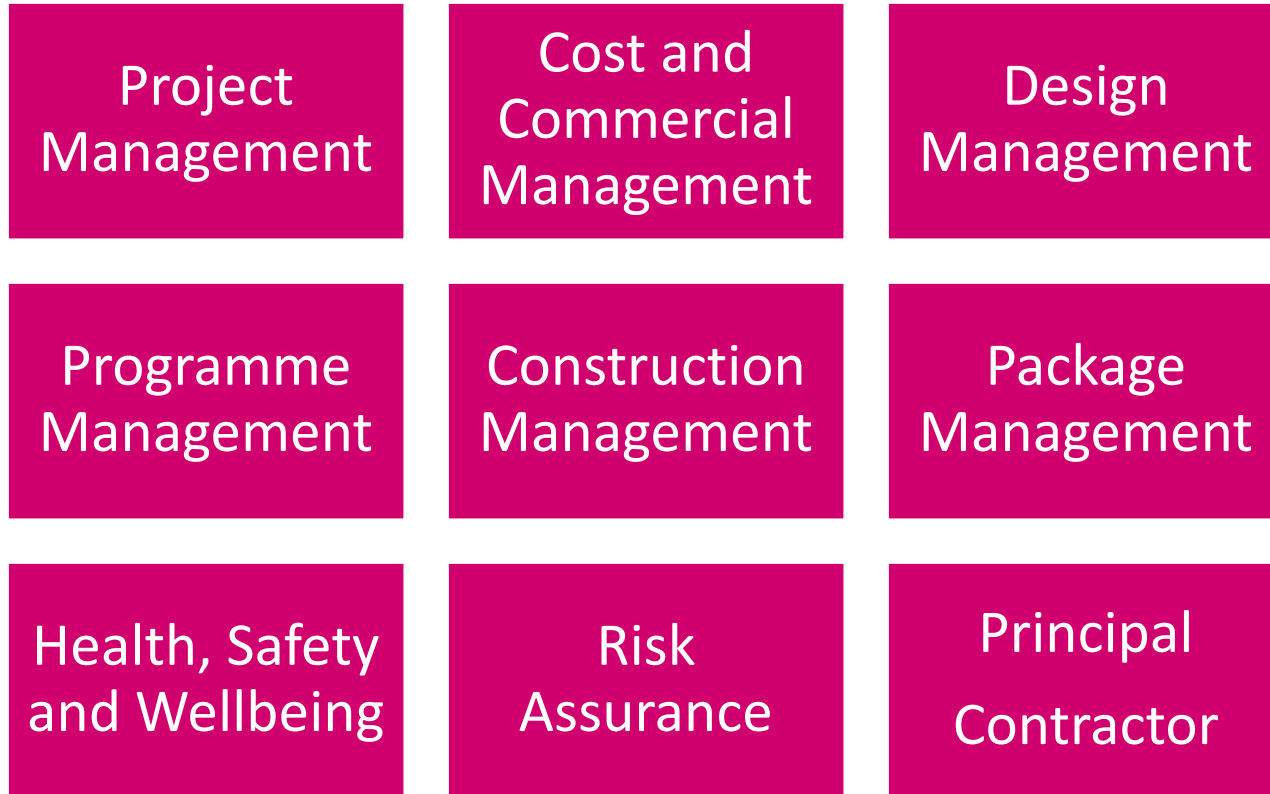 Project
Management
Cost and
Commercial
Management
Design
Management
Programme
Management
Construction
Management
Package
Management
Health, Safety
and Wellbeing
Risk
Assurance
Principal
Contractor